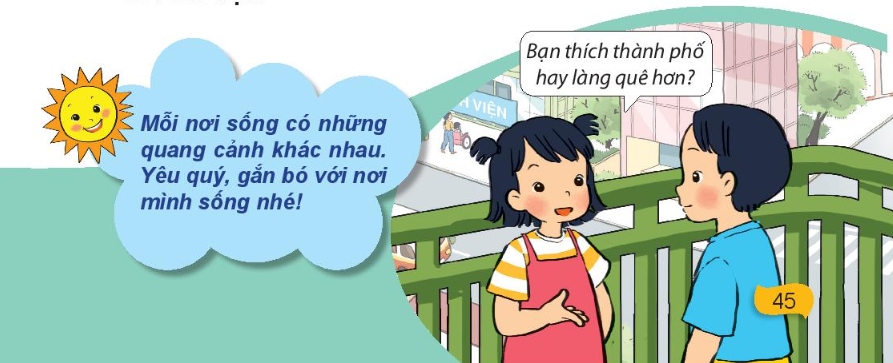 Mỗi nơi sống có những
quang cảnh khác nhau.
Yêu quý, gắn bó với nơi
mình sống nhé!
Bạn thích thành phố
hay làng quê hơn?
VIỆN
45